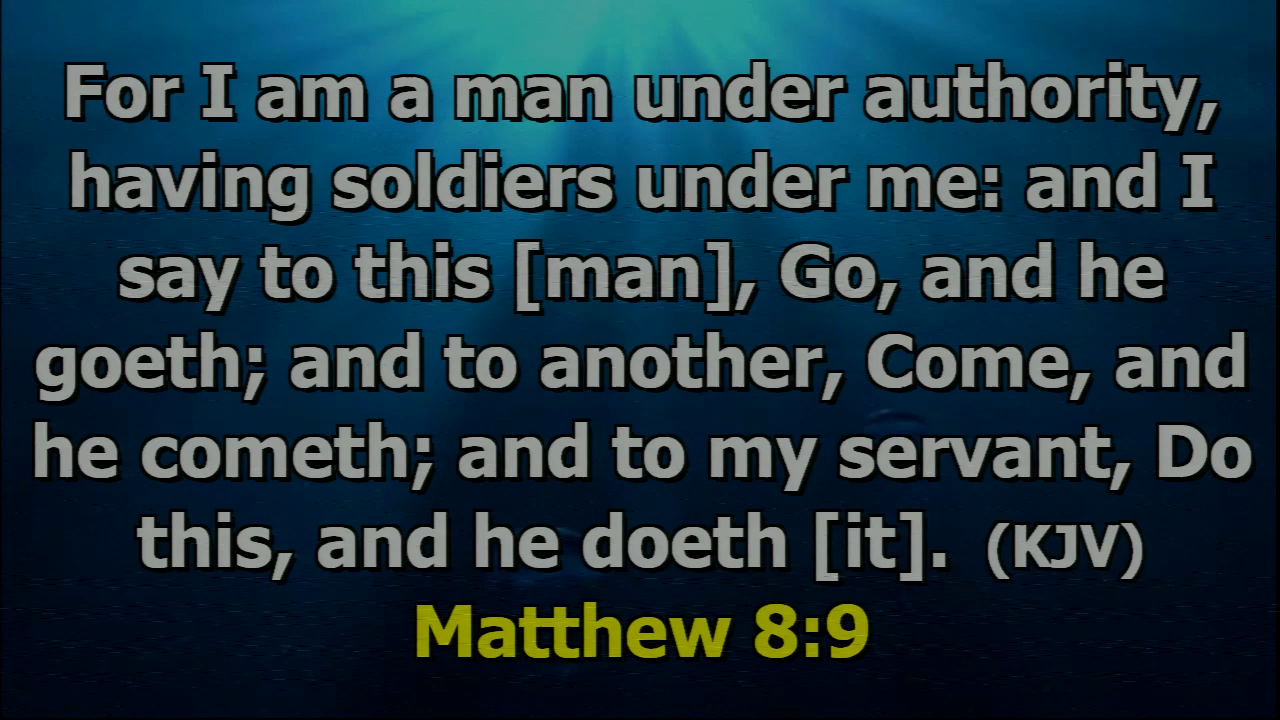 For I am a man under authority,
having soldiers under me: and I
say to this [man], Go, and he
goeth; and to another, Come, and
he cometh; and to my servant, Do
this, and he doeth [it]. (KJV)
Matthew 8:9